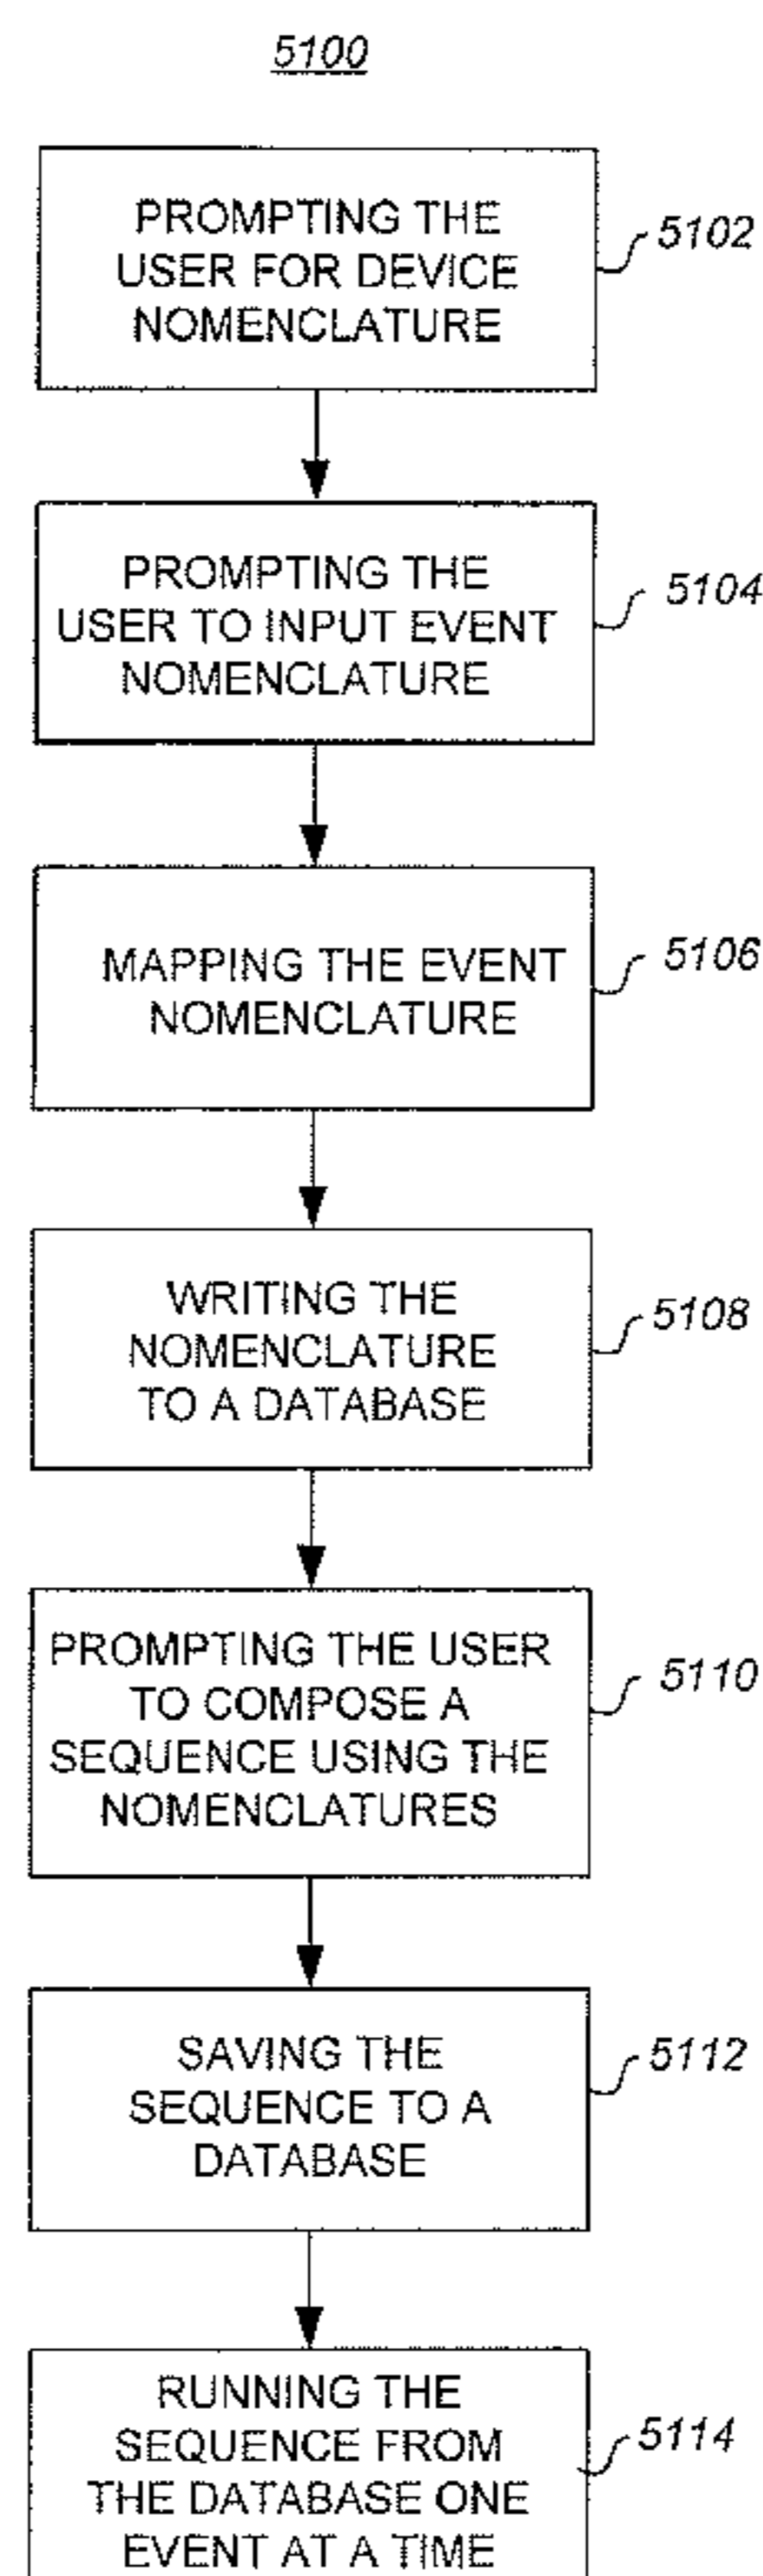 5100
PROMPTING THE
USER FOR DEVICE
NOMENCLATURE
5102
PROMPTING THE
USER TO INPUT EVENT
NOMENCLATURE
5104
MAPPING THE EVENT
NOMENCLATURE
5106
WRITING THE
NOMENCLATURE
TO A DATABASE
5108
PROMPTING THE USER
TO COMPOSE A
SEQUENCE USING THE
NOMENCLATURES
5110
SAVING THE
SEQUENCE TO A
DATABASE
5112
RUNNING THE
SEQUENCE FROM
THE DATABASE ONE
EVENT AT A TIME
5114